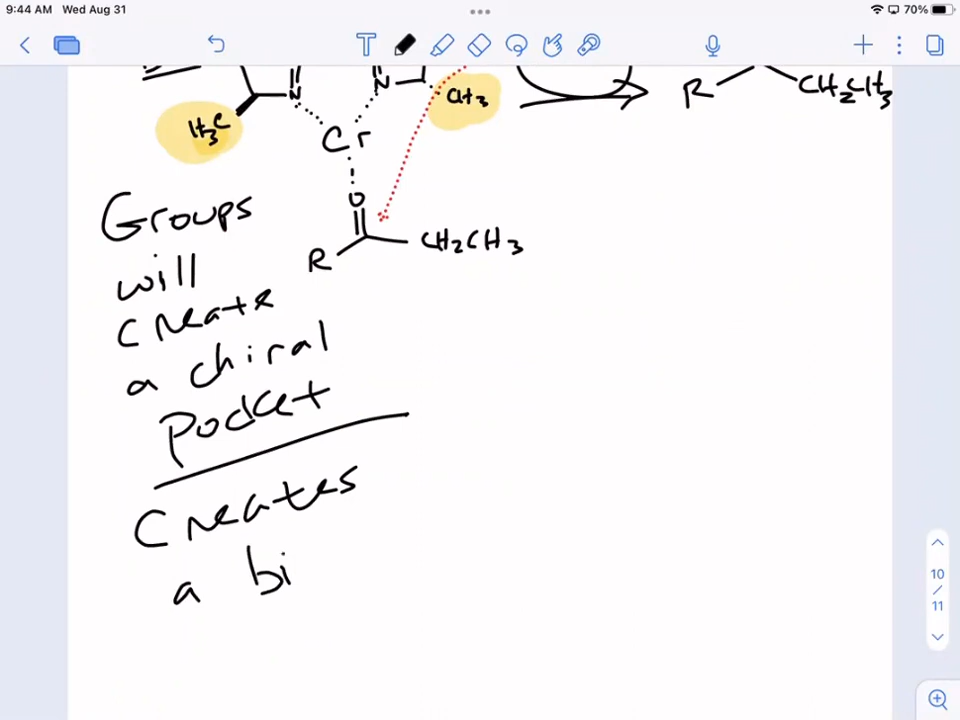 9:44 AM Wed Aug 31
70%
T
N N
H₃C CH₃
R CH₂CH₃
Cr
O
R CH₂CH₃
Groups
will
create
a chiral
Pocket
Creates
a bi
10
/
11